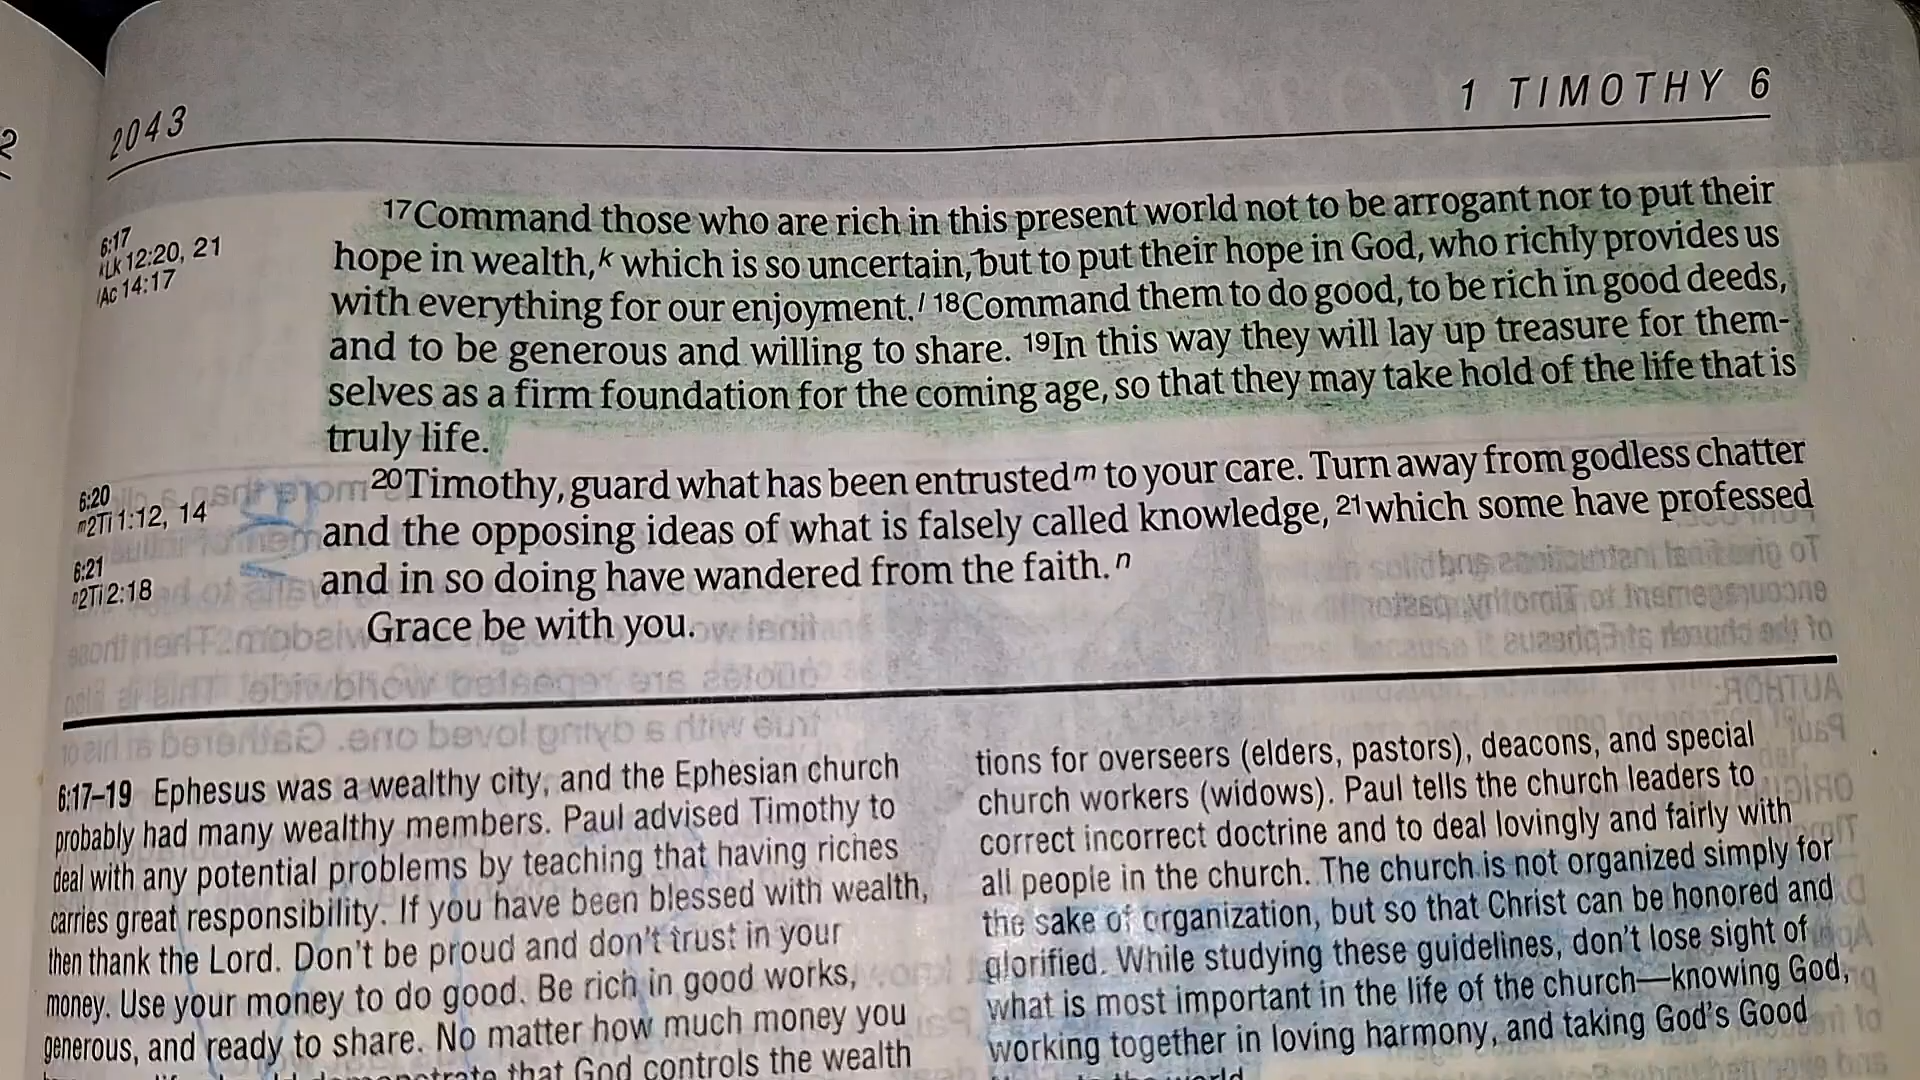 2043
1 TIMOTHY 6
17Command those who are rich in this present world not to be arrogant nor to put their
hope in wealth,k which is so uncertain, but to put their hope in God, who richly provides us
with everything for our enjoyment.l 18Command them to do good, to be rich in good deeds,
and to be generous and willing to share. 19In this way they will lay up treasure for them-
selves as a firm foundation for the coming age, so that they may take hold of the life that is
truly life.
20Timothy, guard what has been entrustedm to your care. Turn away from godless chatter
and the opposing ideas of what is falsely called knowledge, 21which some have professed
and in so doing have wandered from the faith.n
Grace be with you.
6:17
kLk 12:20, 21
lAc 14:17
6:20
m2Ti 1:12, 14
6:21
n2Ti 2:18
6:17–19 Ephesus was a wealthy city, and the Ephesian church
probably had many wealthy members. Paul advised Timothy to
deal with any potential problems by teaching that having riches
carries great responsibility. If you have been blessed with wealth,
then thank the Lord. Don't be proud and don't trust in your
money. Use your money to do good. Be rich in good works,
generous, and ready to share. No matter how much money you
that God controls the wealth
tions for overseers (elders, pastors), deacons, and special
church workers (widows). Paul tells the church leaders to
correct incorrect doctrine and to deal lovingly and fairly with
all people in the church. The church is not organized simply for
the sake of organization, but so that Christ can be honored and
glorified. While studying these guidelines, don't lose sight of
what is most important in the life of the church—knowing God,
working together in loving harmony, and taking God's Good